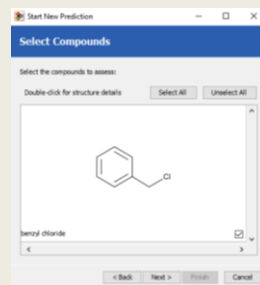 Start New Prediction
Select Compounds
Select the compounds to assess:
Double-click for structure details Select All Unselect All
Cl
benzyl chloride
< Back Next > Finish Cancel